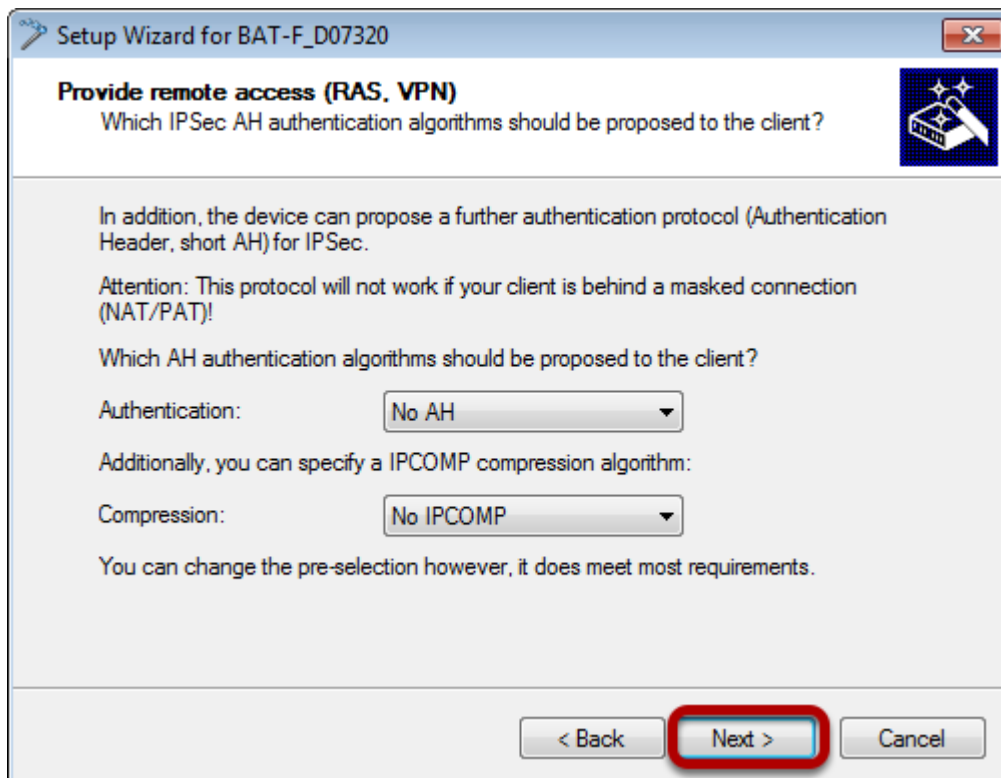 Setup Wizard for BAT-F_D07320
Provide remote access (RAS, VPN)
Which IPSec AH authentication algorithms should be proposed to the client?
In addition, the device can propose a further authentication protocol (Authentication
Header, short AH) for IPSec.
Attention: This protocol will not work if your client is behind a masked connection
(NAT/PAT)!
Which AH authentication algorithms should be proposed to the client?
Authentication: No AH
Additionally, you can specify a IPCOMP compression algorithm:
Compression: No IPCOMP
You can change the pre-selection however, it does meet most requirements.
< Back Next > Cancel